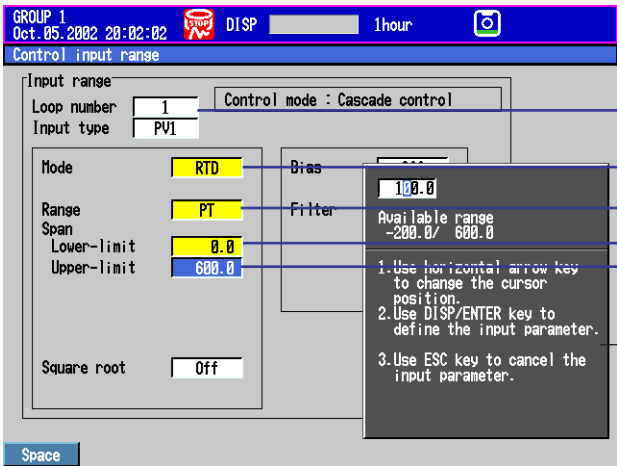 GROUP 1
Oct.05.2002 20:02:02
STOP
DISP
1hour
Control input range
Input range
Control mode : Cascade control
Loop number 1
Input type PV1
Mode RTD
Range PT
Span
Lower-limit 0.0
Upper-limit 600.0
Square root Off
Bias
Filter
100.0
Available range
-200.0/ 600.0
1.Use horizontal arrow key
to change the cursor
position.
2.Use DISP/ENTER key to
define the input parameter.
3.Use ESC key to cancel the
input parameter.
Space